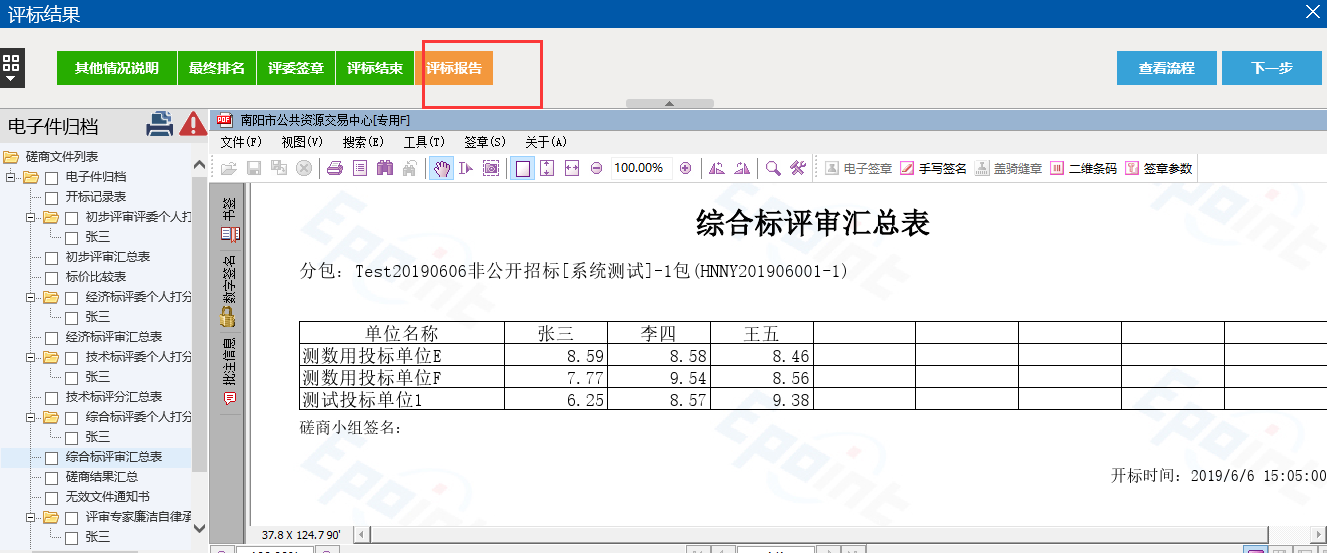 评标结果
其他情况说明 最终排名 评委签章 评标结束 评标报告 查看流程 下一步
电子件归档
南阳市公共资源交易中心[专用F]
文件(F) 视图(V) 搜索(E) 工具(T) 签章(S) 关于(A)
100.00% 电子签章 手写签名 盖骑缝章 二维条码 签章参数
磋商文件列表
电子件归档
开标记录表
初步评审评委个人打
张三
初步评审汇总表
标价比较表
经济标评委个人打分
张三
经济标评审汇总表
技术标评委个人打分
张三
技术标评分汇总表
综合标评委个人打分
张三
综合标评审汇总表
磋商结果汇总
无效文件通知书
评审专家廉洁自律承
张三
书签
数字签名
批注信息
综合标评审汇总表
分包：Test20190606非公开招标[系统测试]-1包(HNNY201906001-1)
单位名称 张三 李四 王五
测数用投标单位E 8.59 8.58 8.46
测数用投标单位F 7.77 9.54 8.56
测试投标单位1 6.25 8.57 9.38
磋商小组签名：
开标时间：2019/6/6 15:05:00
Epoint
Epoint
Epoint
Epoint
Epoint
Epoint
37.8 X 124.7 90'